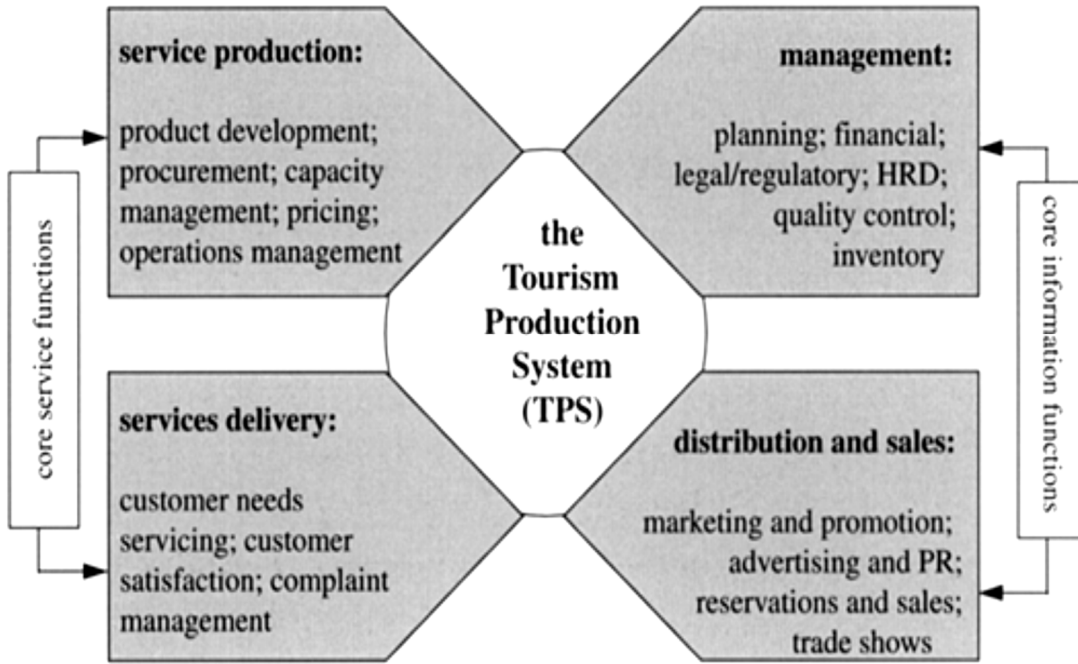 service production:
product development;
procurement; capacity
management; pricing;
operations management
management:
planning; financial;
legal/regulatory; HRD;
quality control;
inventory
core service functions
the
Tourism
Production
System
(TPS)
core information functions
services delivery:
customer needs
servicing; customer
satisfaction; complaint
management
distribution and sales:
marketing and promotion;
advertising and PR;
reservations and sales;
trade shows